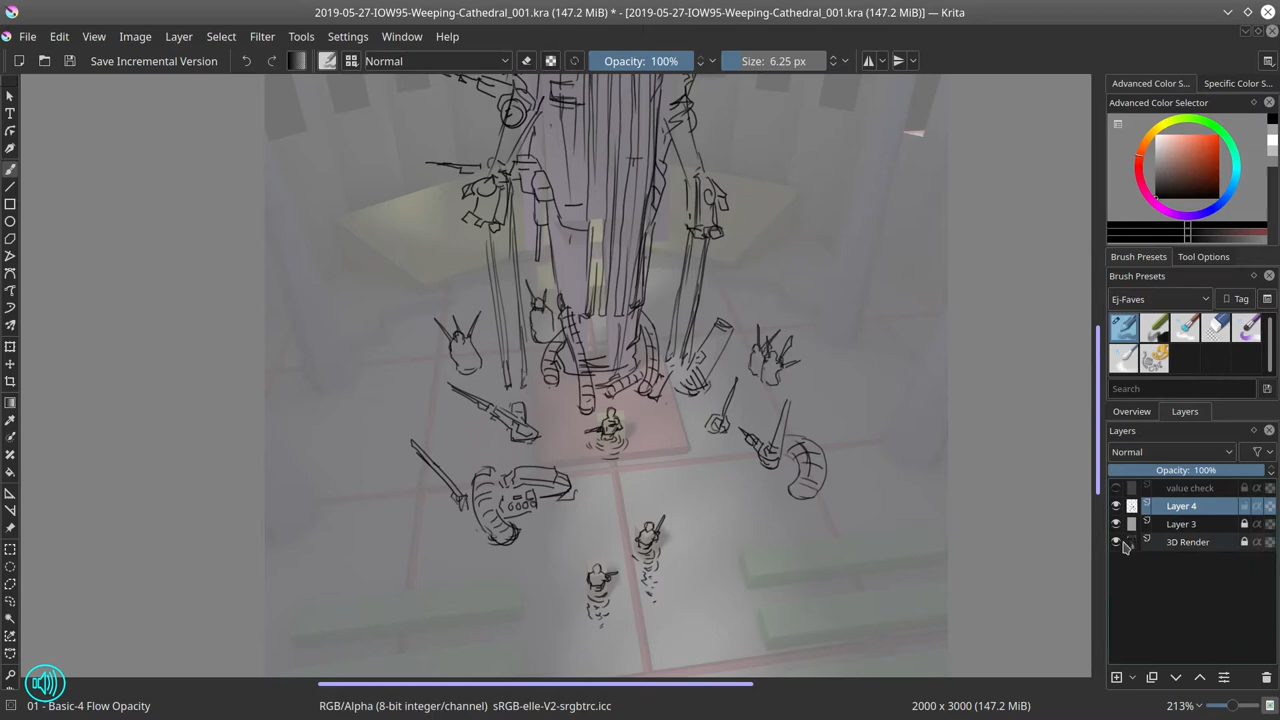 2019-05-27-IOW95-Weeping-Cathedral_001.kra (147.2 MiB) * - [2019-05-27-IOW95-Weeping-Cathedral_001.kra (147.2 MiB)] — Krita
File Edit View Image Layer Select Filter Tools Settings Window Help
Save Incremental Version Normal Opacity: 100% Size: 6.25 px
Advanced Color S... Specific Color S...
Advanced Color Selector
Brush Presets Tool Options
Brush Presets
Ej-Faves Tag
Search
Overview Layers
Layers
Normal
Opacity: 100%
value check
Layer 4
Layer 3
3D Render
01 - Basic-4 Flow Opacity RGB/Alpha (8-bit integer/channel) sRGB-elle-V2-srgbtrc.icc 2000 x 3000 (147.2 MiB) 213%